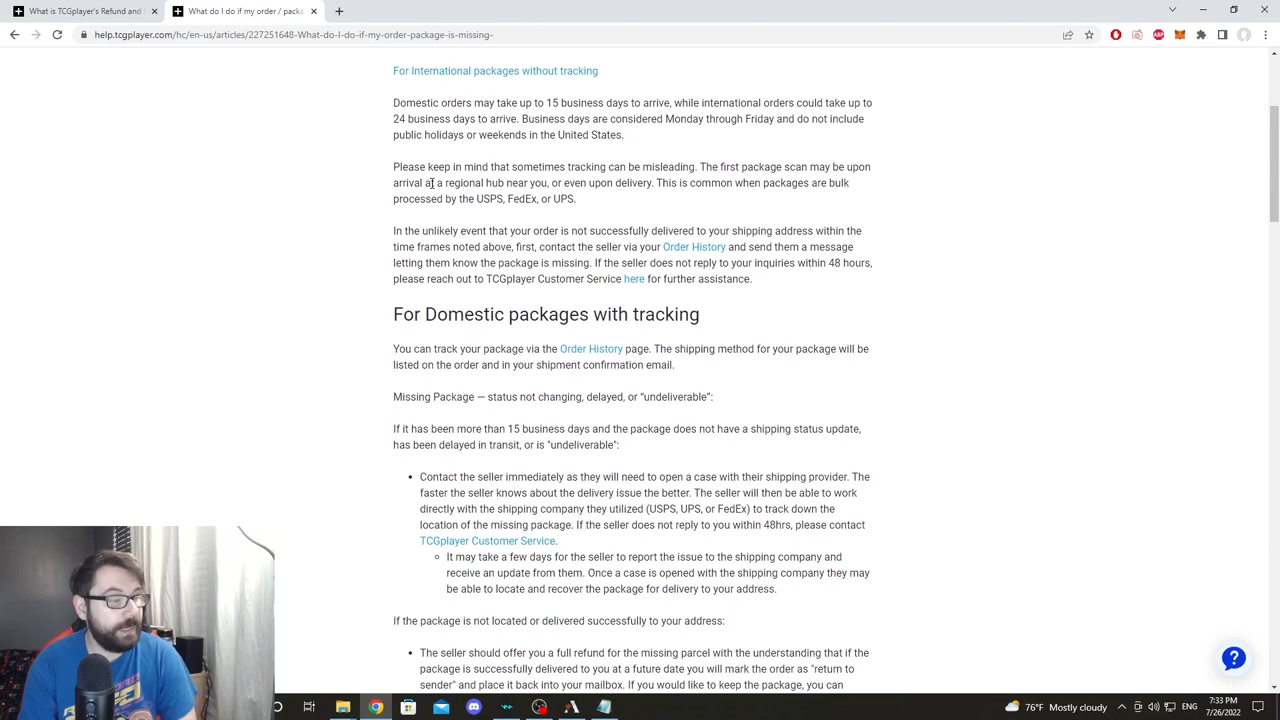 What is TCGplayer's Refund and
What do I do if my order / packa
help.tcgplayer.com/hc/en-us/articles/227251648-What-do-I-do-if-my-order-package-is-missing-
For International packages without tracking
Domestic orders may take up to 15 business days to arrive, while international orders could take up to
24 business days to arrive. Business days are considered Monday through Friday and do not include
public holidays or weekends in the United States.
Please keep in mind that sometimes tracking can be misleading. The first package scan may be upon
arrival at a regional hub near you, or even upon delivery. This is common when packages are bulk
processed by the USPS, FedEx, or UPS.
In the unlikely event that your order is not successfully delivered to your shipping address within the
time frames noted above, first, contact the seller via your Order History and send them a message
letting them know the package is missing. If the seller does not reply to your inquiries within 48 hours,
please reach out to TCGplayer Customer Service here for further assistance.
For Domestic packages with tracking
You can track your package via the Order History page. The shipping method for your package will be
listed on the order and in your shipment confirmation email.
Missing Package — status not changing, delayed, or “undeliverable”:
If it has been more than 15 business days and the package does not have a shipping status update,
has been delayed in transit, or is "undeliverable":
• Contact the seller immediately as they will need to open a case with their shipping provider. The
faster the seller knows about the delivery issue the better. The seller will then be able to work
directly with the shipping company they utilized (USPS, UPS, or FedEx) to track down the
location of the missing package. If the seller does not reply to you within 48hrs, please contact
TCGplayer Customer Service.
It may take a few days for the seller to report the issue to the shipping company and
receive an update from them. Once a case is opened with the shipping company they may
be able to locate and recover the package for delivery to your address.
If the package is not located or delivered successfully to your address:
• The seller should offer you a full refund for the missing parcel with the understanding that if the
package is successfully delivered to you at a future date you will mark the order as "return to
sender" and place it back into your mailbox. If you would like to keep the package, you can
76°F Mostly cloudy
ENG
7:33 PM
7/26/2022